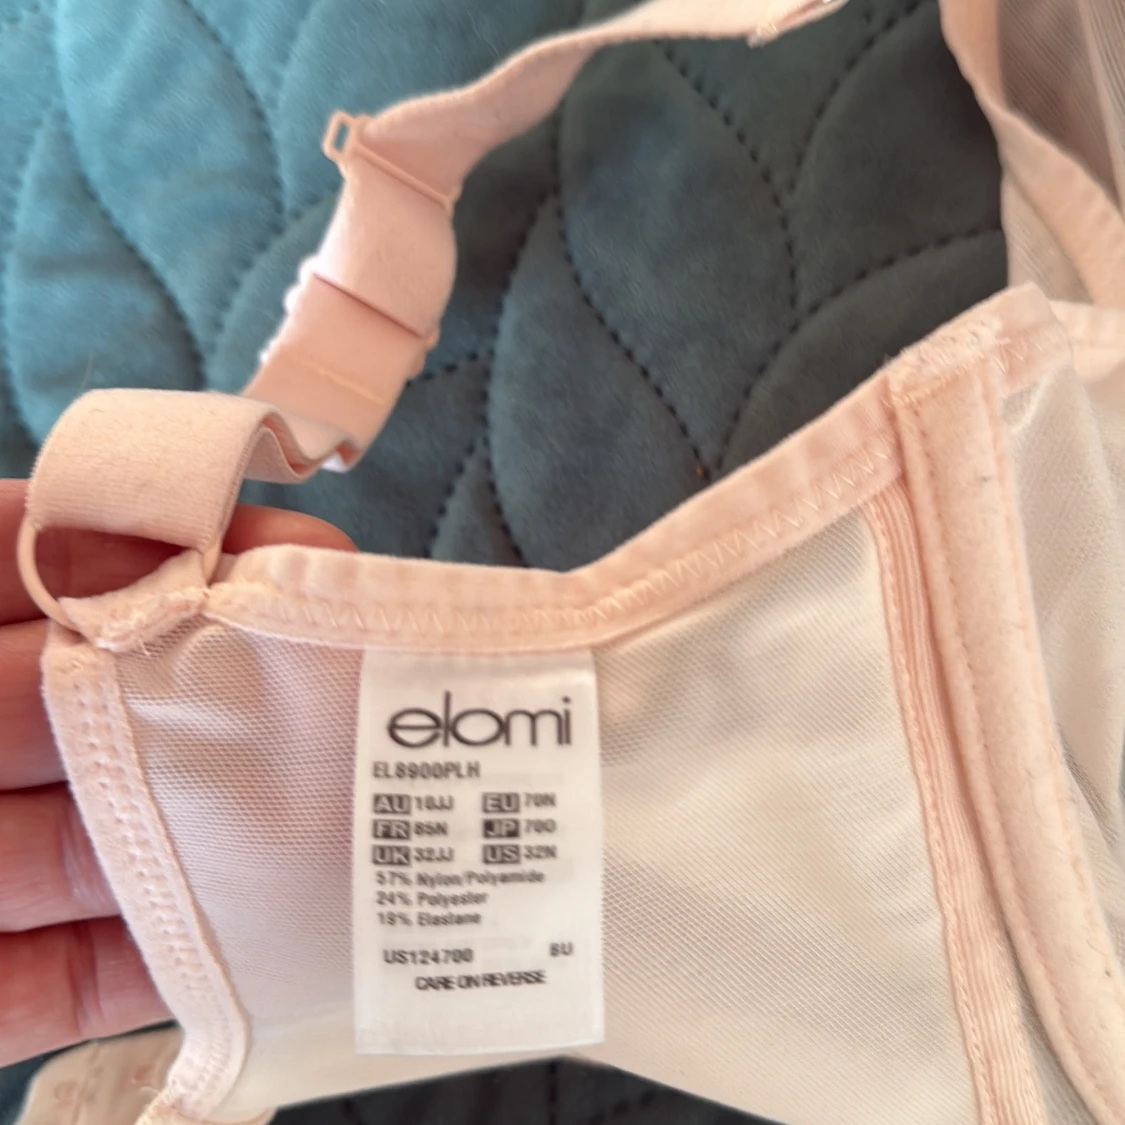 elomi
EL8900PLH
AU 10JJ EU 70N
FR 85N JP 70O
UK 32JJ US 32N
57% Nylon/Polyamide
24% Polyester
19% Elastane
US124700 BU
CARE ON REVERSE